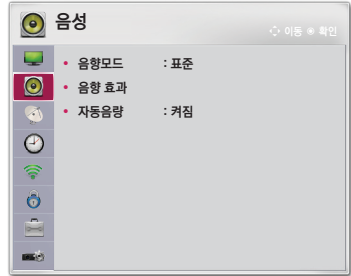 음성
이동 확인
• 음향모드 : 표준
• 음향 효과
• 자동음량 : 켜짐